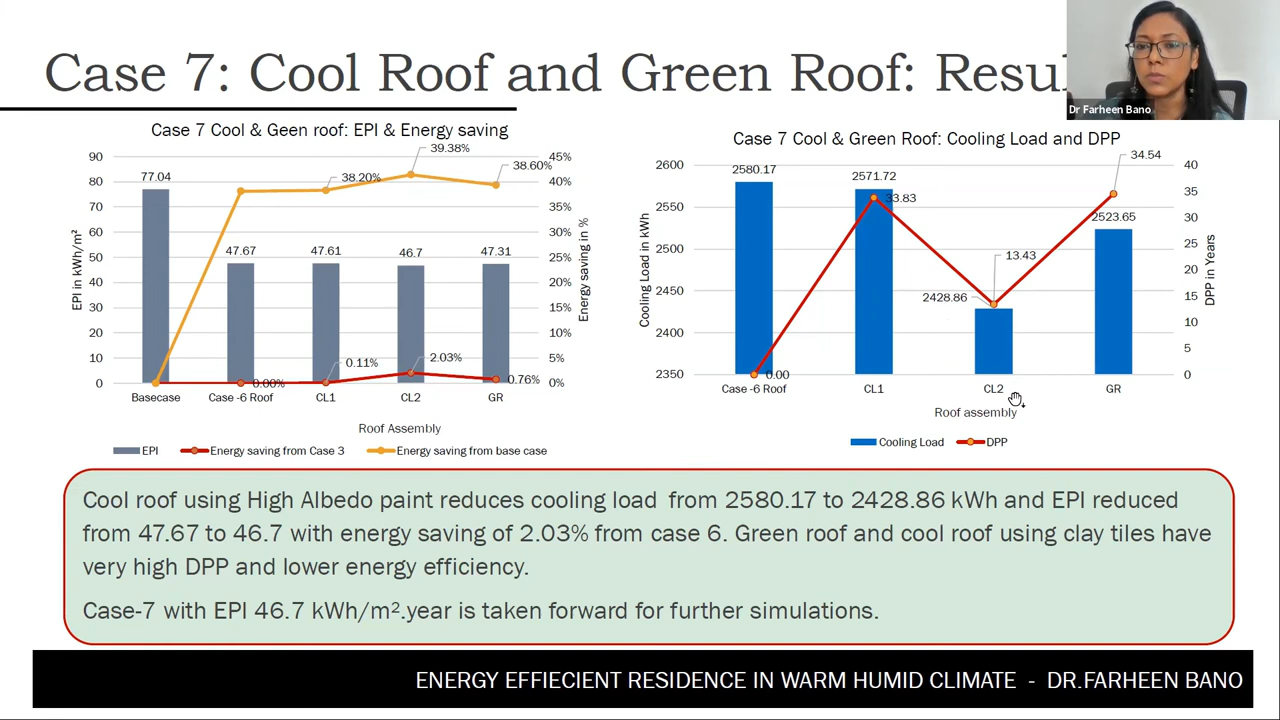 Case 7: Cool Roof and Green Roof: Resu
Dr Farheen Bano
Case 7 Cool & Geen roof: EPI & Energy saving
90
80
70
60
50
40
30
20
10
0
EPI in kWh/m²
77.04
47.67
47.61
46.7
47.31
38.20%
39.38%
38.60%
0.00%
0.11%
2.03%
0.76%
45%
40%
35%
30%
25%
20%
15%
10%
5%
0%
Energy saving in %
Basecase
Case -6 Roof
CL1
CL2
GR
Roof Assembly
EPI
Energy saving from Case 3
Energy saving from base case
Case 7 Cool & Green Roof: Cooling Load and DPP
2600
2550
2500
2450
2400
2350
Cooling Load in kWh
2580.17
2571.72
2428.86
2523.65
0.00
33.83
13.43
34.54
40
35
30
25
20
15
10
5
0
DPP in Years
Case -6 Roof
CL1
CL2
GR
Roof assembly
Cooling Load
DPP
Cool roof using High Albedo paint reduces cooling load from 2580.17 to 2428.86 kWh and EPI reduced
from 47.67 to 46.7 with energy saving of 2.03% from case 6. Green roof and cool roof using clay tiles have
very high DPP and lower energy efficiency.
Case-7 with EPI 46.7 kWh/m².year is taken forward for further simulations.
ENERGY EFFIECIENT RESIDENCE IN WARM HUMID CLIMATE - DR.FARHEEN BANO